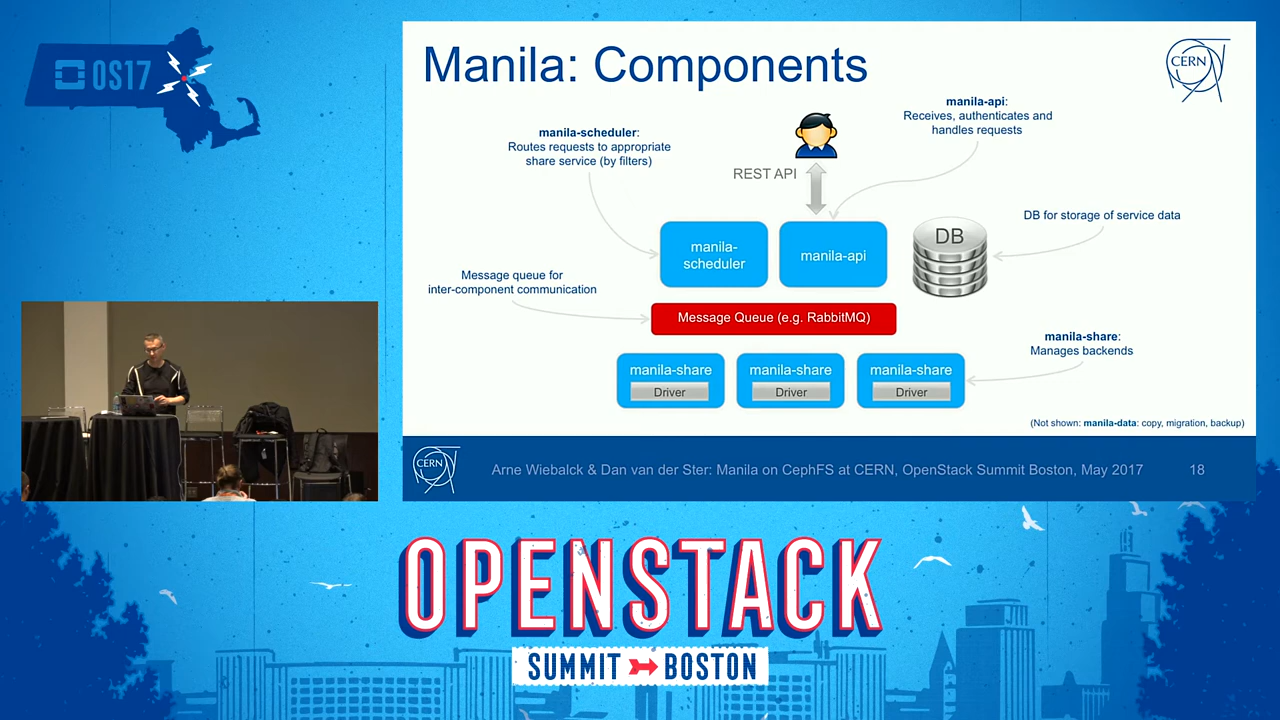 OS17
Manila: Components
CERN
manila-scheduler:
Routes requests to appropriate
share service (by filters)
manila-api:
Receives, authenticates and
handles requests
REST API
DB for storage of service data
manila-
scheduler
manila-api
DB
Message queue for
inter-component communication
Message Queue (e.g. RabbitMQ)
manila-share:
Manages backends
manila-share
Driver
manila-share
Driver
manila-share
Driver
(Not shown: manila-data: copy, migration, backup)
CERN
Arne Wiebalck & Dan van der Ster: Manila on CephFS at CERN, OpenStack Summit Boston, May 2017
18
OPENSTACK
SUMMIT BOSTON